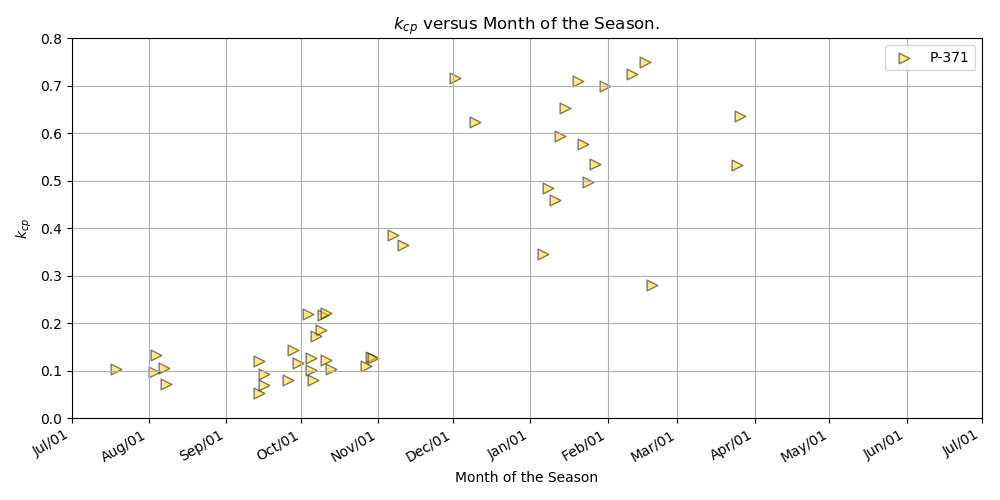 k_cp versus Month of the Season.
P-371
0.8
0.7
0.6
0.5
0.4
0.3
0.2
0.1
0.0
k_cp
Jul/01 Aug/01 Sep/01 Oct/01 Nov/01 Dec/01 Jan/01 Feb/01 Mar/01 Apr/01 May/01 Jun/01 Jul/01
Month of the Season